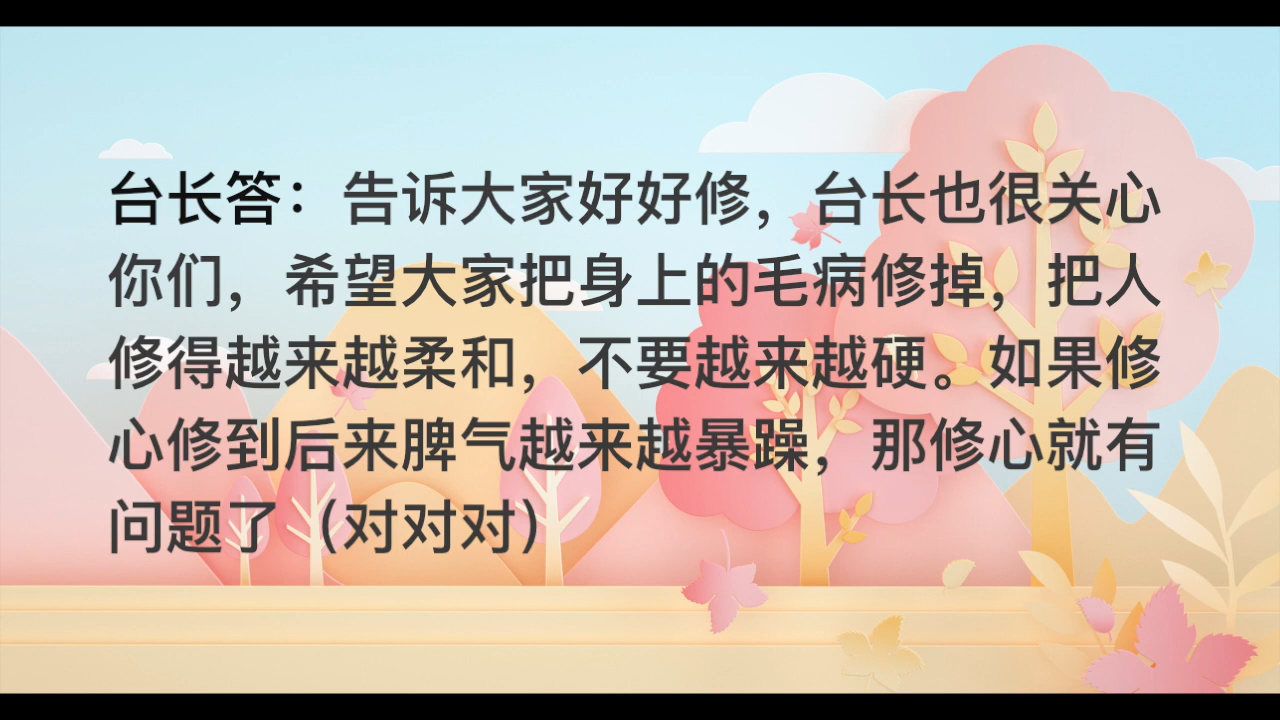 台长答：告诉大家好好修，台长也很关心
你们，希望大家把身上的毛病修掉，把人
修得越来越柔和，不要越来越硬。如果修
心修到后来脾气越来越暴躁，那修心就有
问题了（对对对）